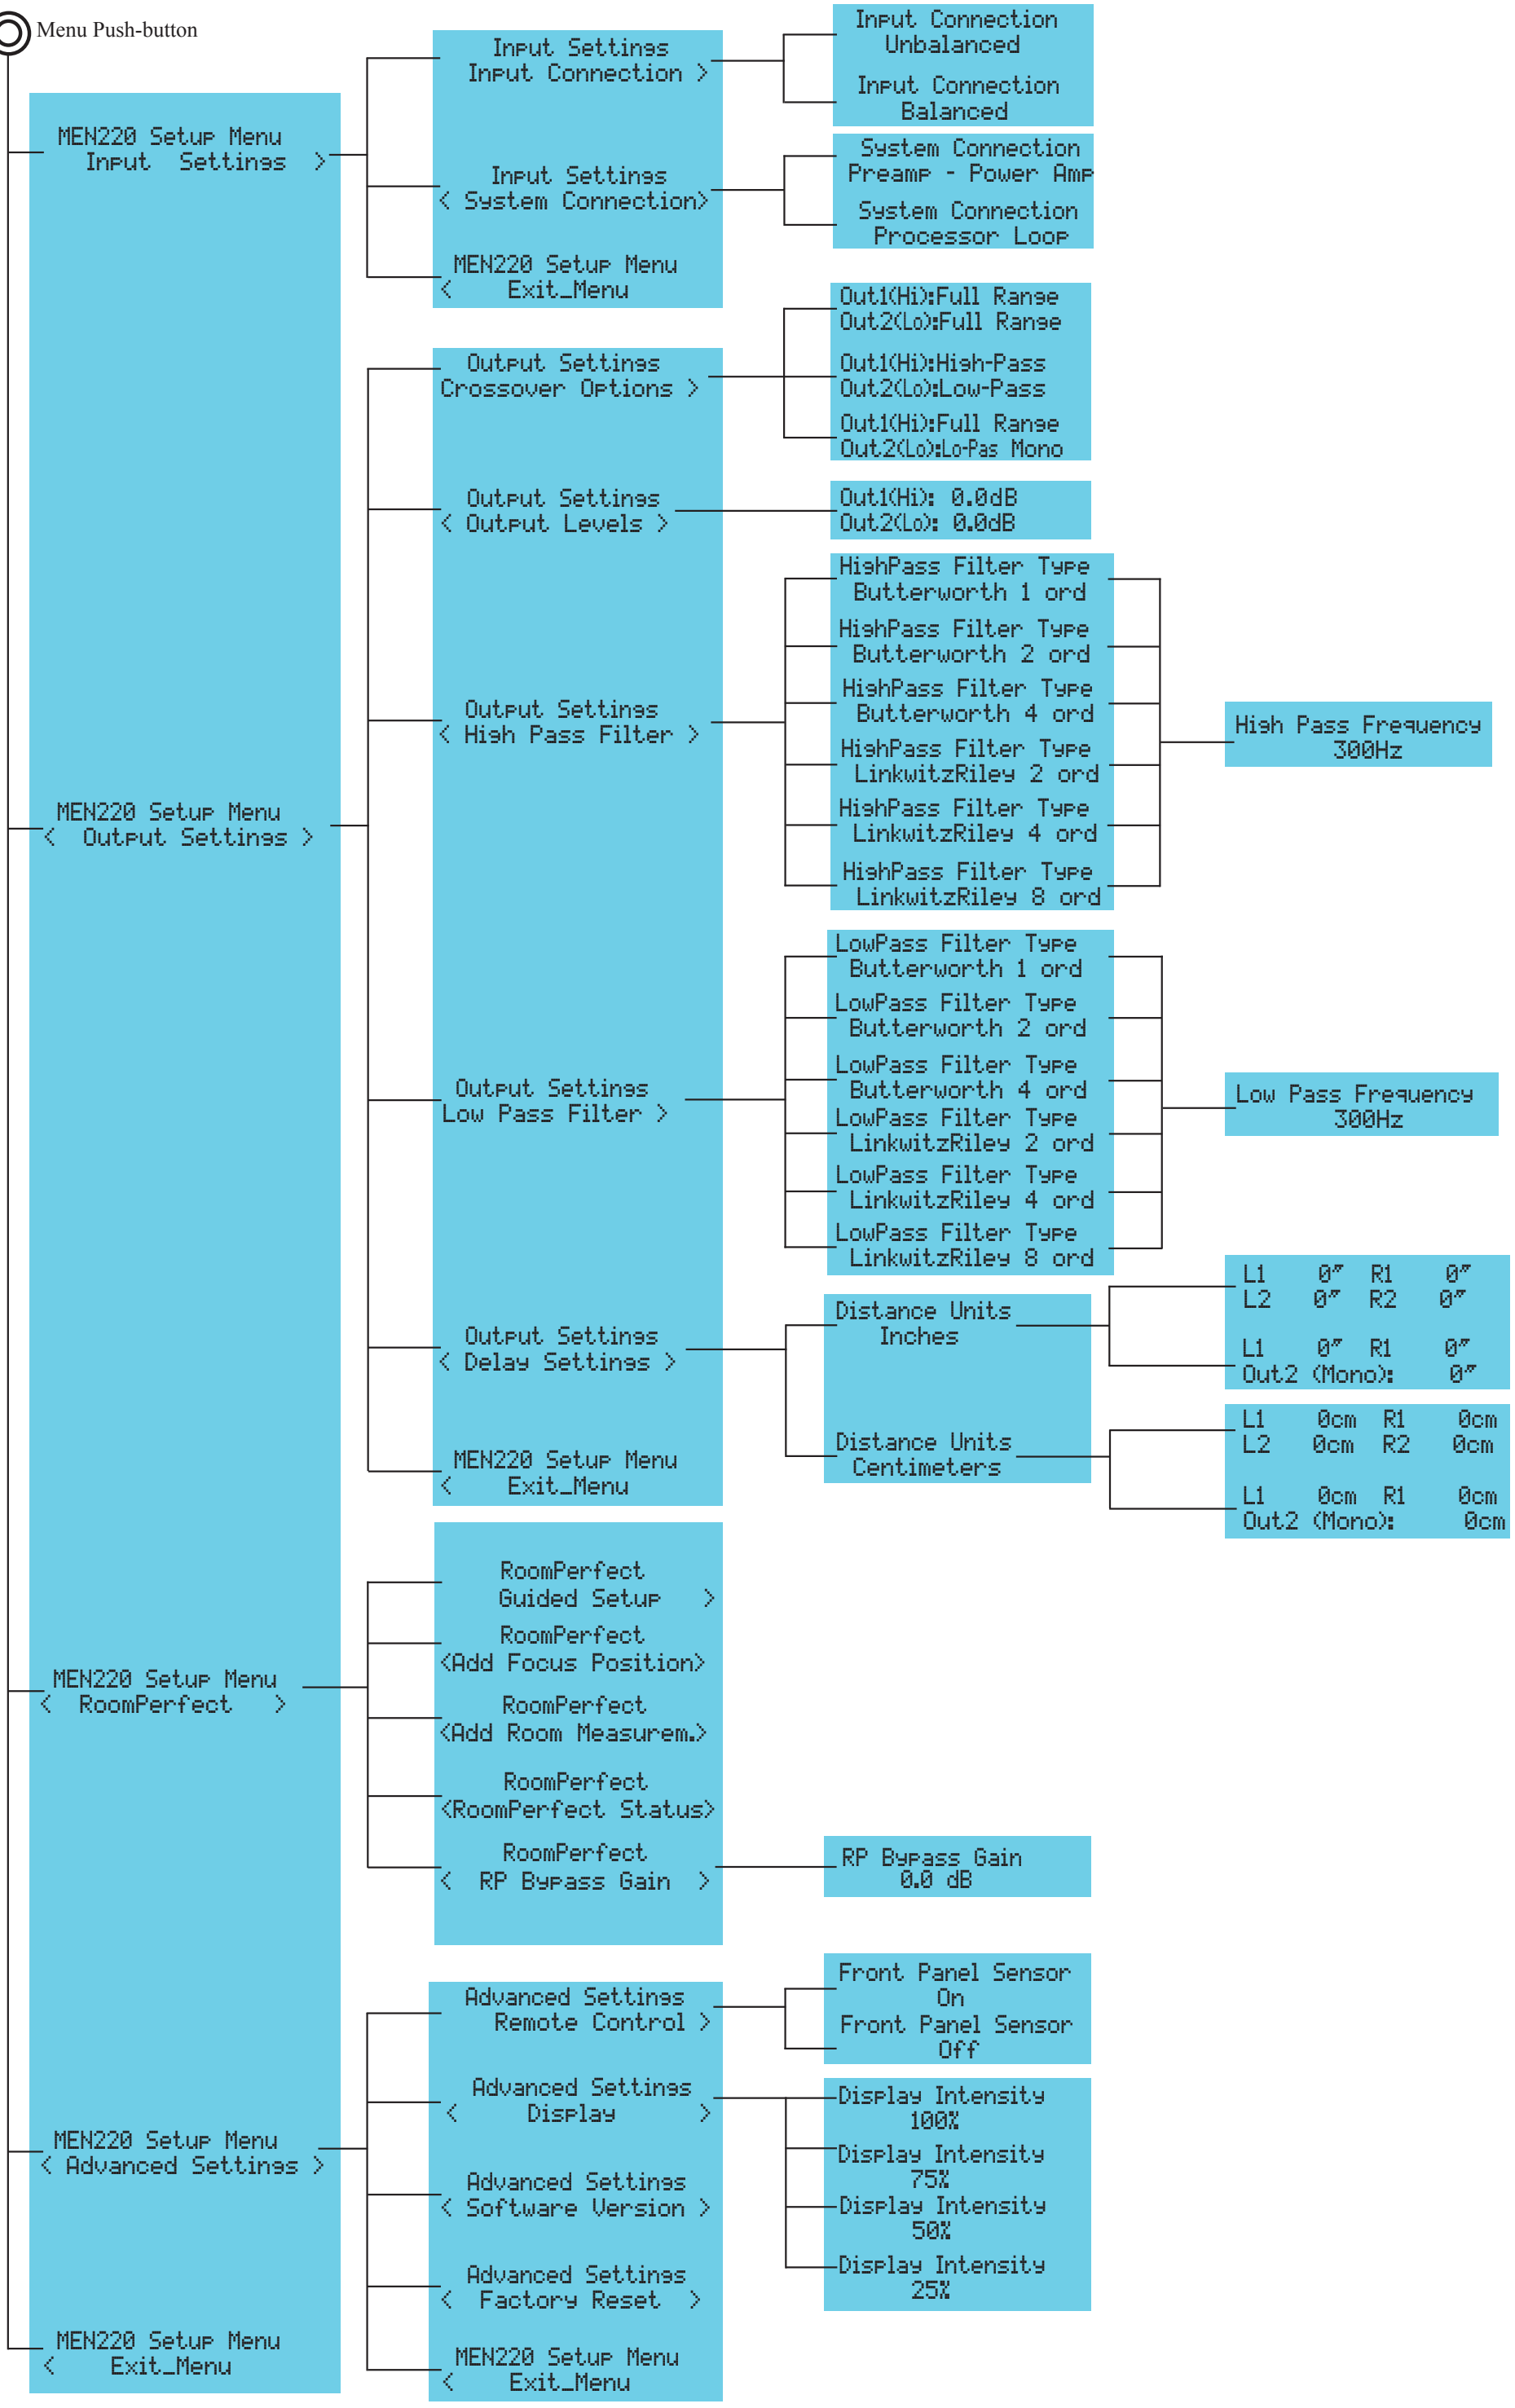 Menu Push-button
MEN220 Setup Menu
Input Settings >
Input Settings
Input Connection >
Input Connection
Unbalanced
Input Connection
Balanced
Input Settings
< System Connection>
System Connection
Preamp - Power Amp
System Connection
Processor Loop
MEN220 Setup Menu
< Exit_Menu
MEN220 Setup Menu
< Output Settings >
Output Settings
Crossover Options >
Out1(Hi):Full Range
Out2(Lo):Full Range
Out1(Hi):High-Pass
Out2(Lo):Low-Pass
Out1(Hi):Full Range
Out2(Lo):Lo-Pas Mono
Output Settings
< Output Levels >
Out1(Hi): 0.0dB
Out2(Lo): 0.0dB
Output Settings
< High Pass Filter >
HighPass Filter Type
Butterworth 1 ord
HighPass Filter Type
Butterworth 2 ord
HighPass Filter Type
Butterworth 4 ord
HighPass Filter Type
LinkwitzRiley 2 ord
HighPass Filter Type
LinkwitzRiley 4 ord
HighPass Filter Type
LinkwitzRiley 8 ord
High Pass Frequency
300Hz
Output Settings
Low Pass Filter >
LowPass Filter Type
Butterworth 1 ord
LowPass Filter Type
Butterworth 2 ord
LowPass Filter Type
Butterworth 4 ord
LowPass Filter Type
LinkwitzRiley 2 ord
LowPass Filter Type
LinkwitzRiley 4 ord
LowPass Filter Type
LinkwitzRiley 8 ord
Low Pass Frequency
300Hz
Output Settings
< Delay Settings >
Distance Units
Inches
L1 0" R1 0"
L2 0" R2 0"
L1 0" R1 0"
Out2 (Mono): 0"
Distance Units
Centimeters
L1 0cm R1 0cm
L2 0cm R2 0cm
L1 0cm R1 0cm
Out2 (Mono): 0cm
MEN220 Setup Menu
< Exit_Menu
MEN220 Setup Menu
< RoomPerfect >
RoomPerfect
Guided Setup >
RoomPerfect
<Add Focus Position>
RoomPerfect
<Add Room Measurem.>
RoomPerfect
<RoomPerfect Status>
RoomPerfect
< RP Bypass Gain >
RP Bypass Gain
0.0 dB
MEN220 Setup Menu
< Advanced Settings >
Advanced Settings
Remote Control >
Front Panel Sensor
On
Front Panel Sensor
Off
Advanced Settings
< Display >
Display Intensity
100%
Display Intensity
75%
Display Intensity
50%
Display Intensity
25%
Advanced Settings
< Software Version >
Advanced Settings
< Factory Reset >
MEN220 Setup Menu
< Exit_Menu
MEN220 Setup Menu
< Exit_Menu